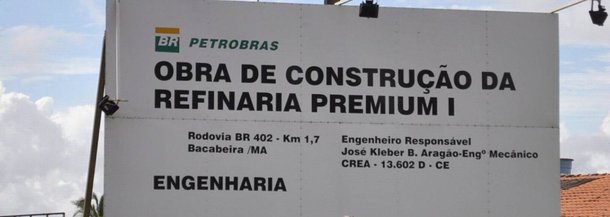 BR PETROBRAS
OBRA DE CONSTRUÇÃO DA
REFINARIA PREMIUM I
Rodovia BR 402 - Km 1,7
Bacabeira /MA
Engenheiro Responsável
José Kleber B. Aragão-Engº Mecânico
CREA - 13.602 D - CE
ENGENHARIA